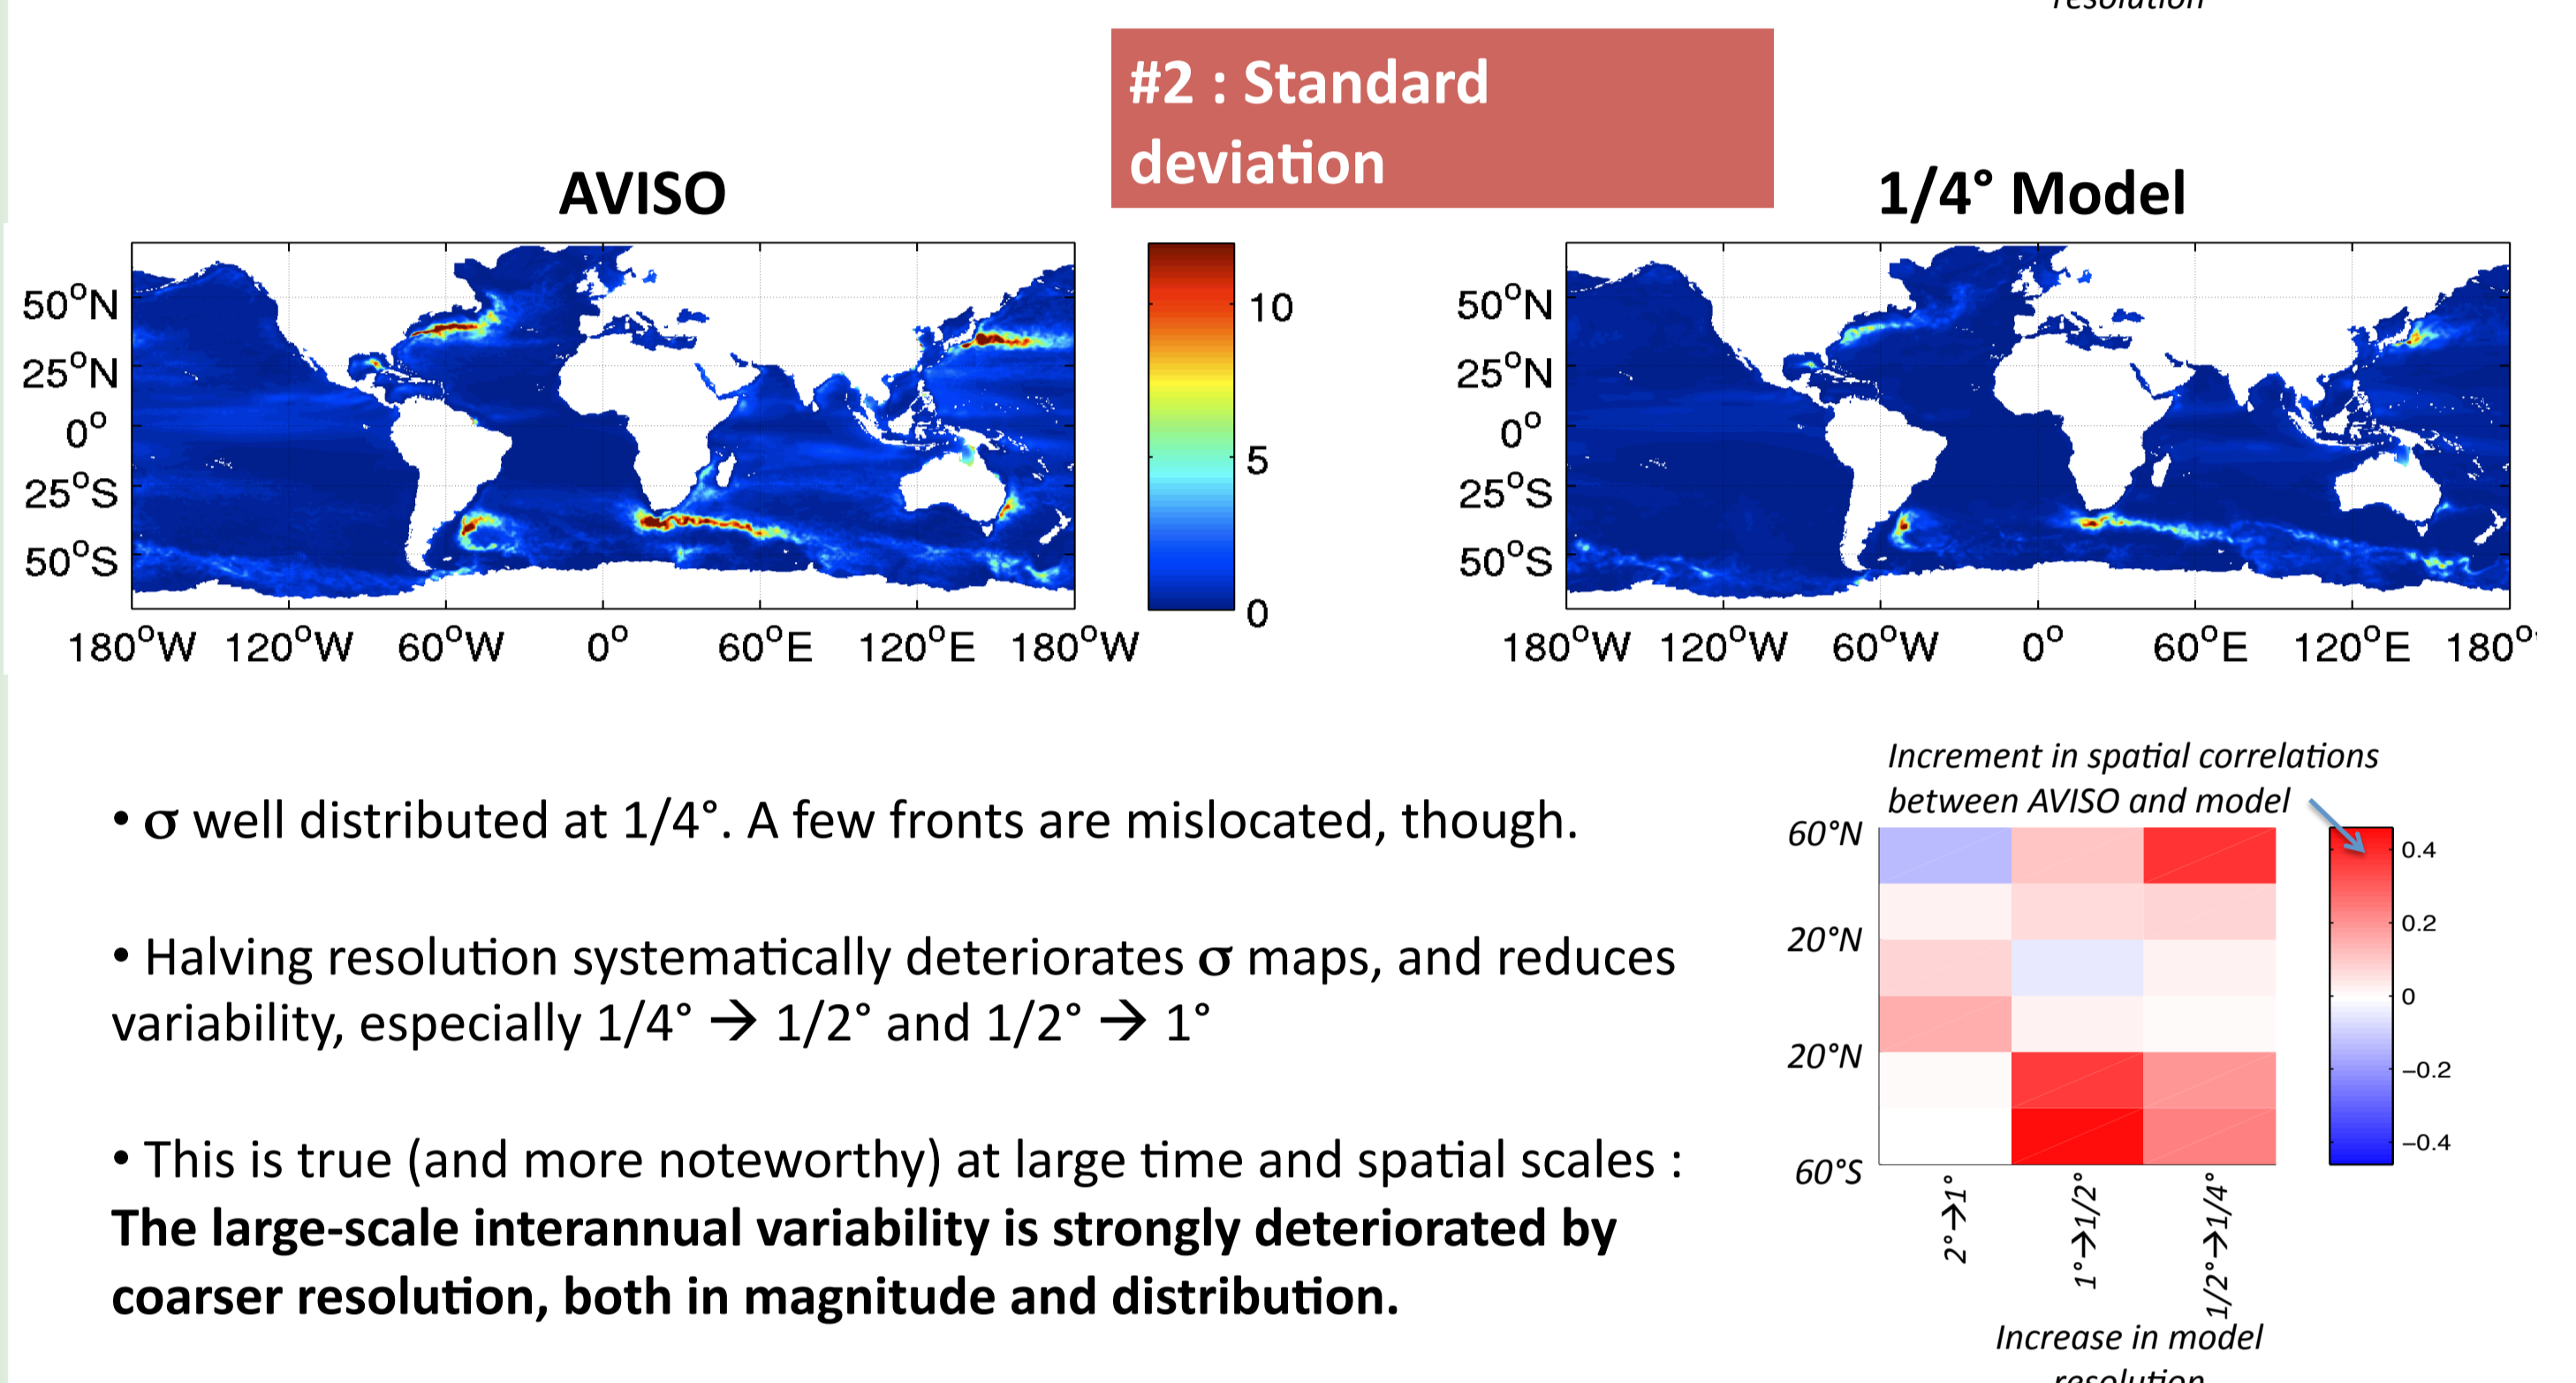 resolution
#2 : Standard
deviation
AVISO
1/4° Model
50°N
25°N
0°
25°S
50°S
180°W 120°W 60°W 0° 60°E 120°E 180°W
10
5
0
50°N
25°N
0°
25°S
50°S
180°W 120°W 60°W 0° 60°E 120°E 180°
• σ well distributed at 1/4°. A few fronts are mislocated, though.
• Halving resolution systematically deteriorates σ maps, and reduces
variability, especially 1/4° → 1/2° and 1/2° → 1°
• This is true (and more noteworthy) at large time and spatial scales :
The large-scale interannual variability is strongly deteriorated by
coarser resolution, both in magnitude and distribution.
Increment in spatial correlations
between AVISO and model
60°N
20°N
20°N
60°S
0.4
0.2
0
−0.2
−0.4
2°→1°
1°→1/2°
1/2°→1/4°
Increase in model
resolution